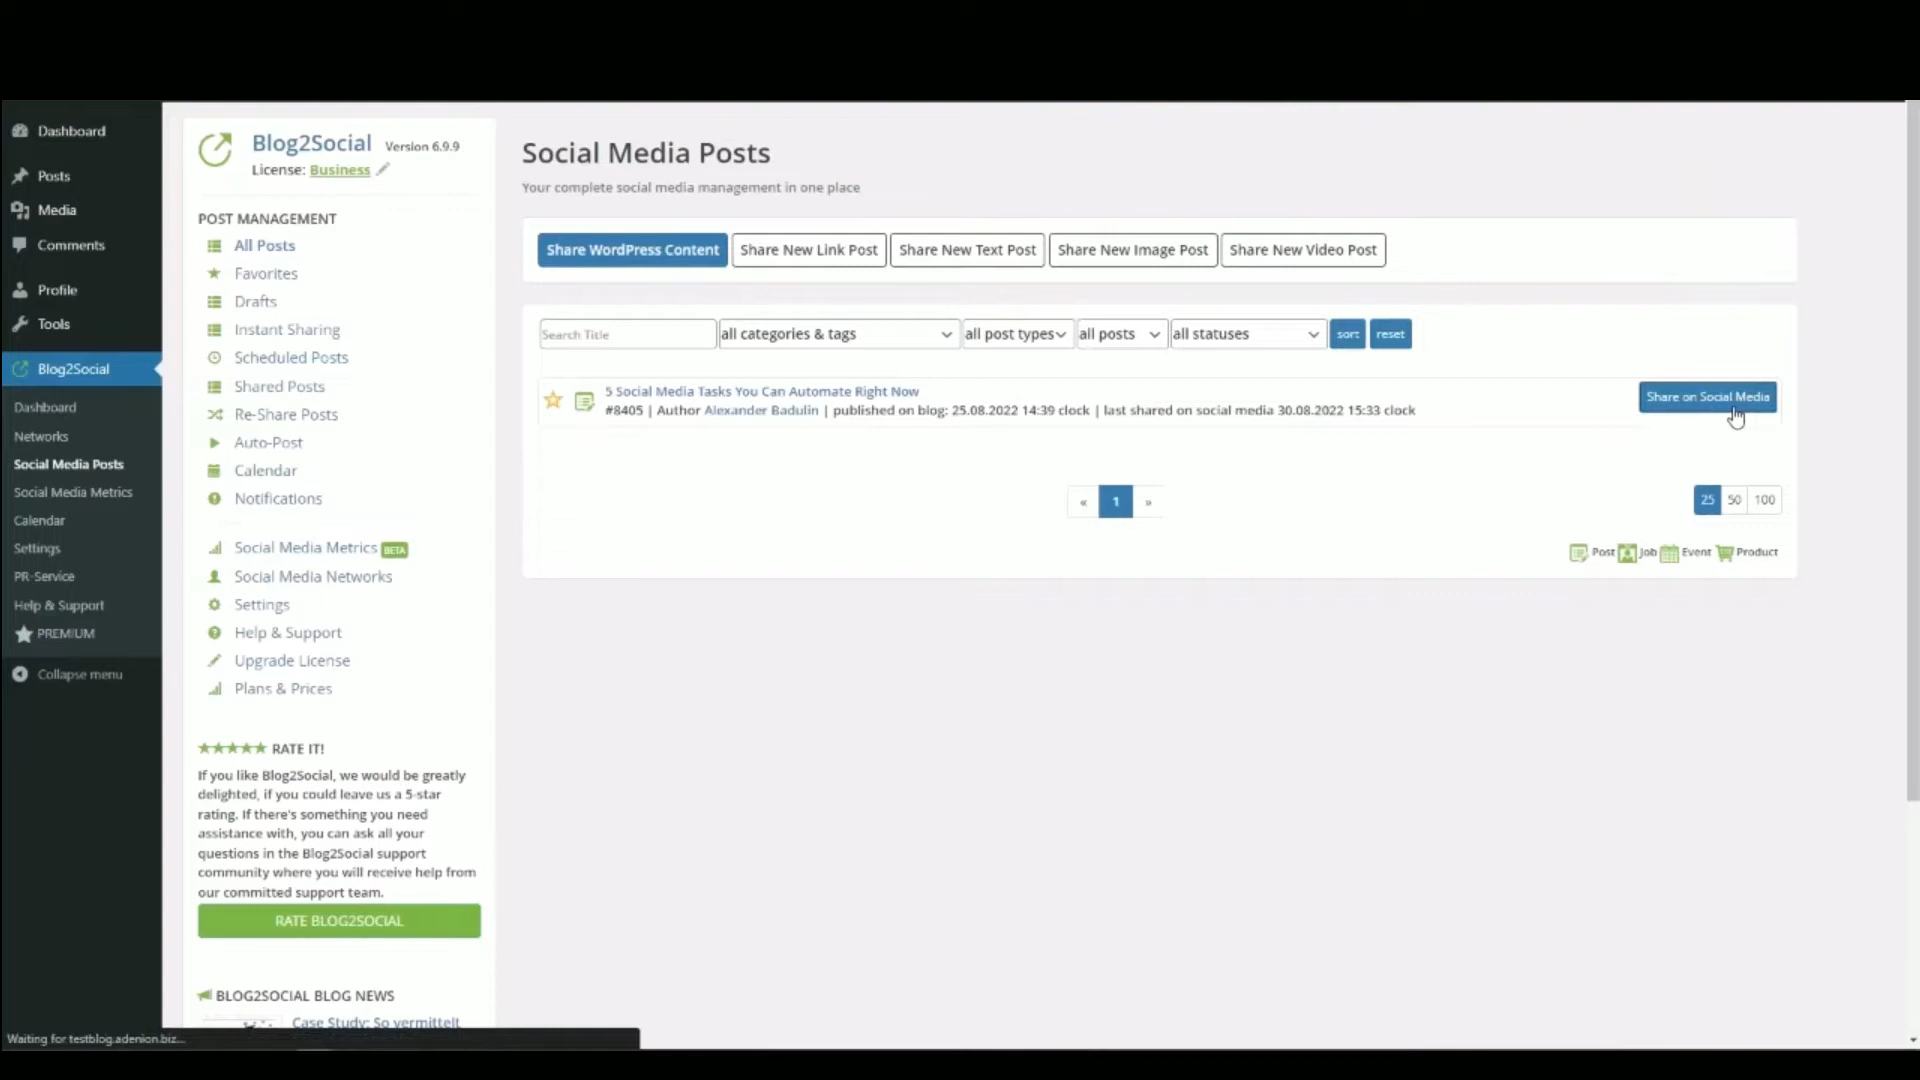 Dashboard
Posts
Media
Comments
Profile
Tools
Blog2Social
Dashboard
Networks
Social Media Posts
Social Media Metrics
Calendar
Settings
PR-Service
Help & Support
PREMIUM
Collapse menu
Blog2Social Version 6.9.9
License: Business
POST MANAGEMENT
All Posts
Favorites
Drafts
Instant Sharing
Scheduled Posts
Shared Posts
Re-Share Posts
Auto-Post
Calendar
Notifications
Social Media Metrics BETA
Social Media Networks
Settings
Help & Support
Upgrade License
Plans & Prices
RATE IT!
If you like Blog2Social, we would be greatly
delighted, if you could leave us a 5-star
rating. If there's something you need
assistance with, you can ask all your
questions in the Blog2Social support
community where you will receive help from
our committed support team.
RATE BLOG2SOCIAL
BLOG2SOCIAL BLOG NEWS
Case Study: So vermittelt
Social Media Posts
Your complete social media management in one place
Share WordPress Content Share New Link Post Share New Text Post Share New Image Post Share New Video Post
Search Title all categories & tags all post types all posts all statuses sort reset
5 Social Media Tasks You Can Automate Right Now
#8405 | Author Alexander Badulin | published on blog: 25.08.2022 14:39 clock | last shared on social media 30.08.2022 15:33 clock
Share on Social Media
« 1 »
25 50 100
Post Job Event Product
Waiting for testblog.adenion.biz...